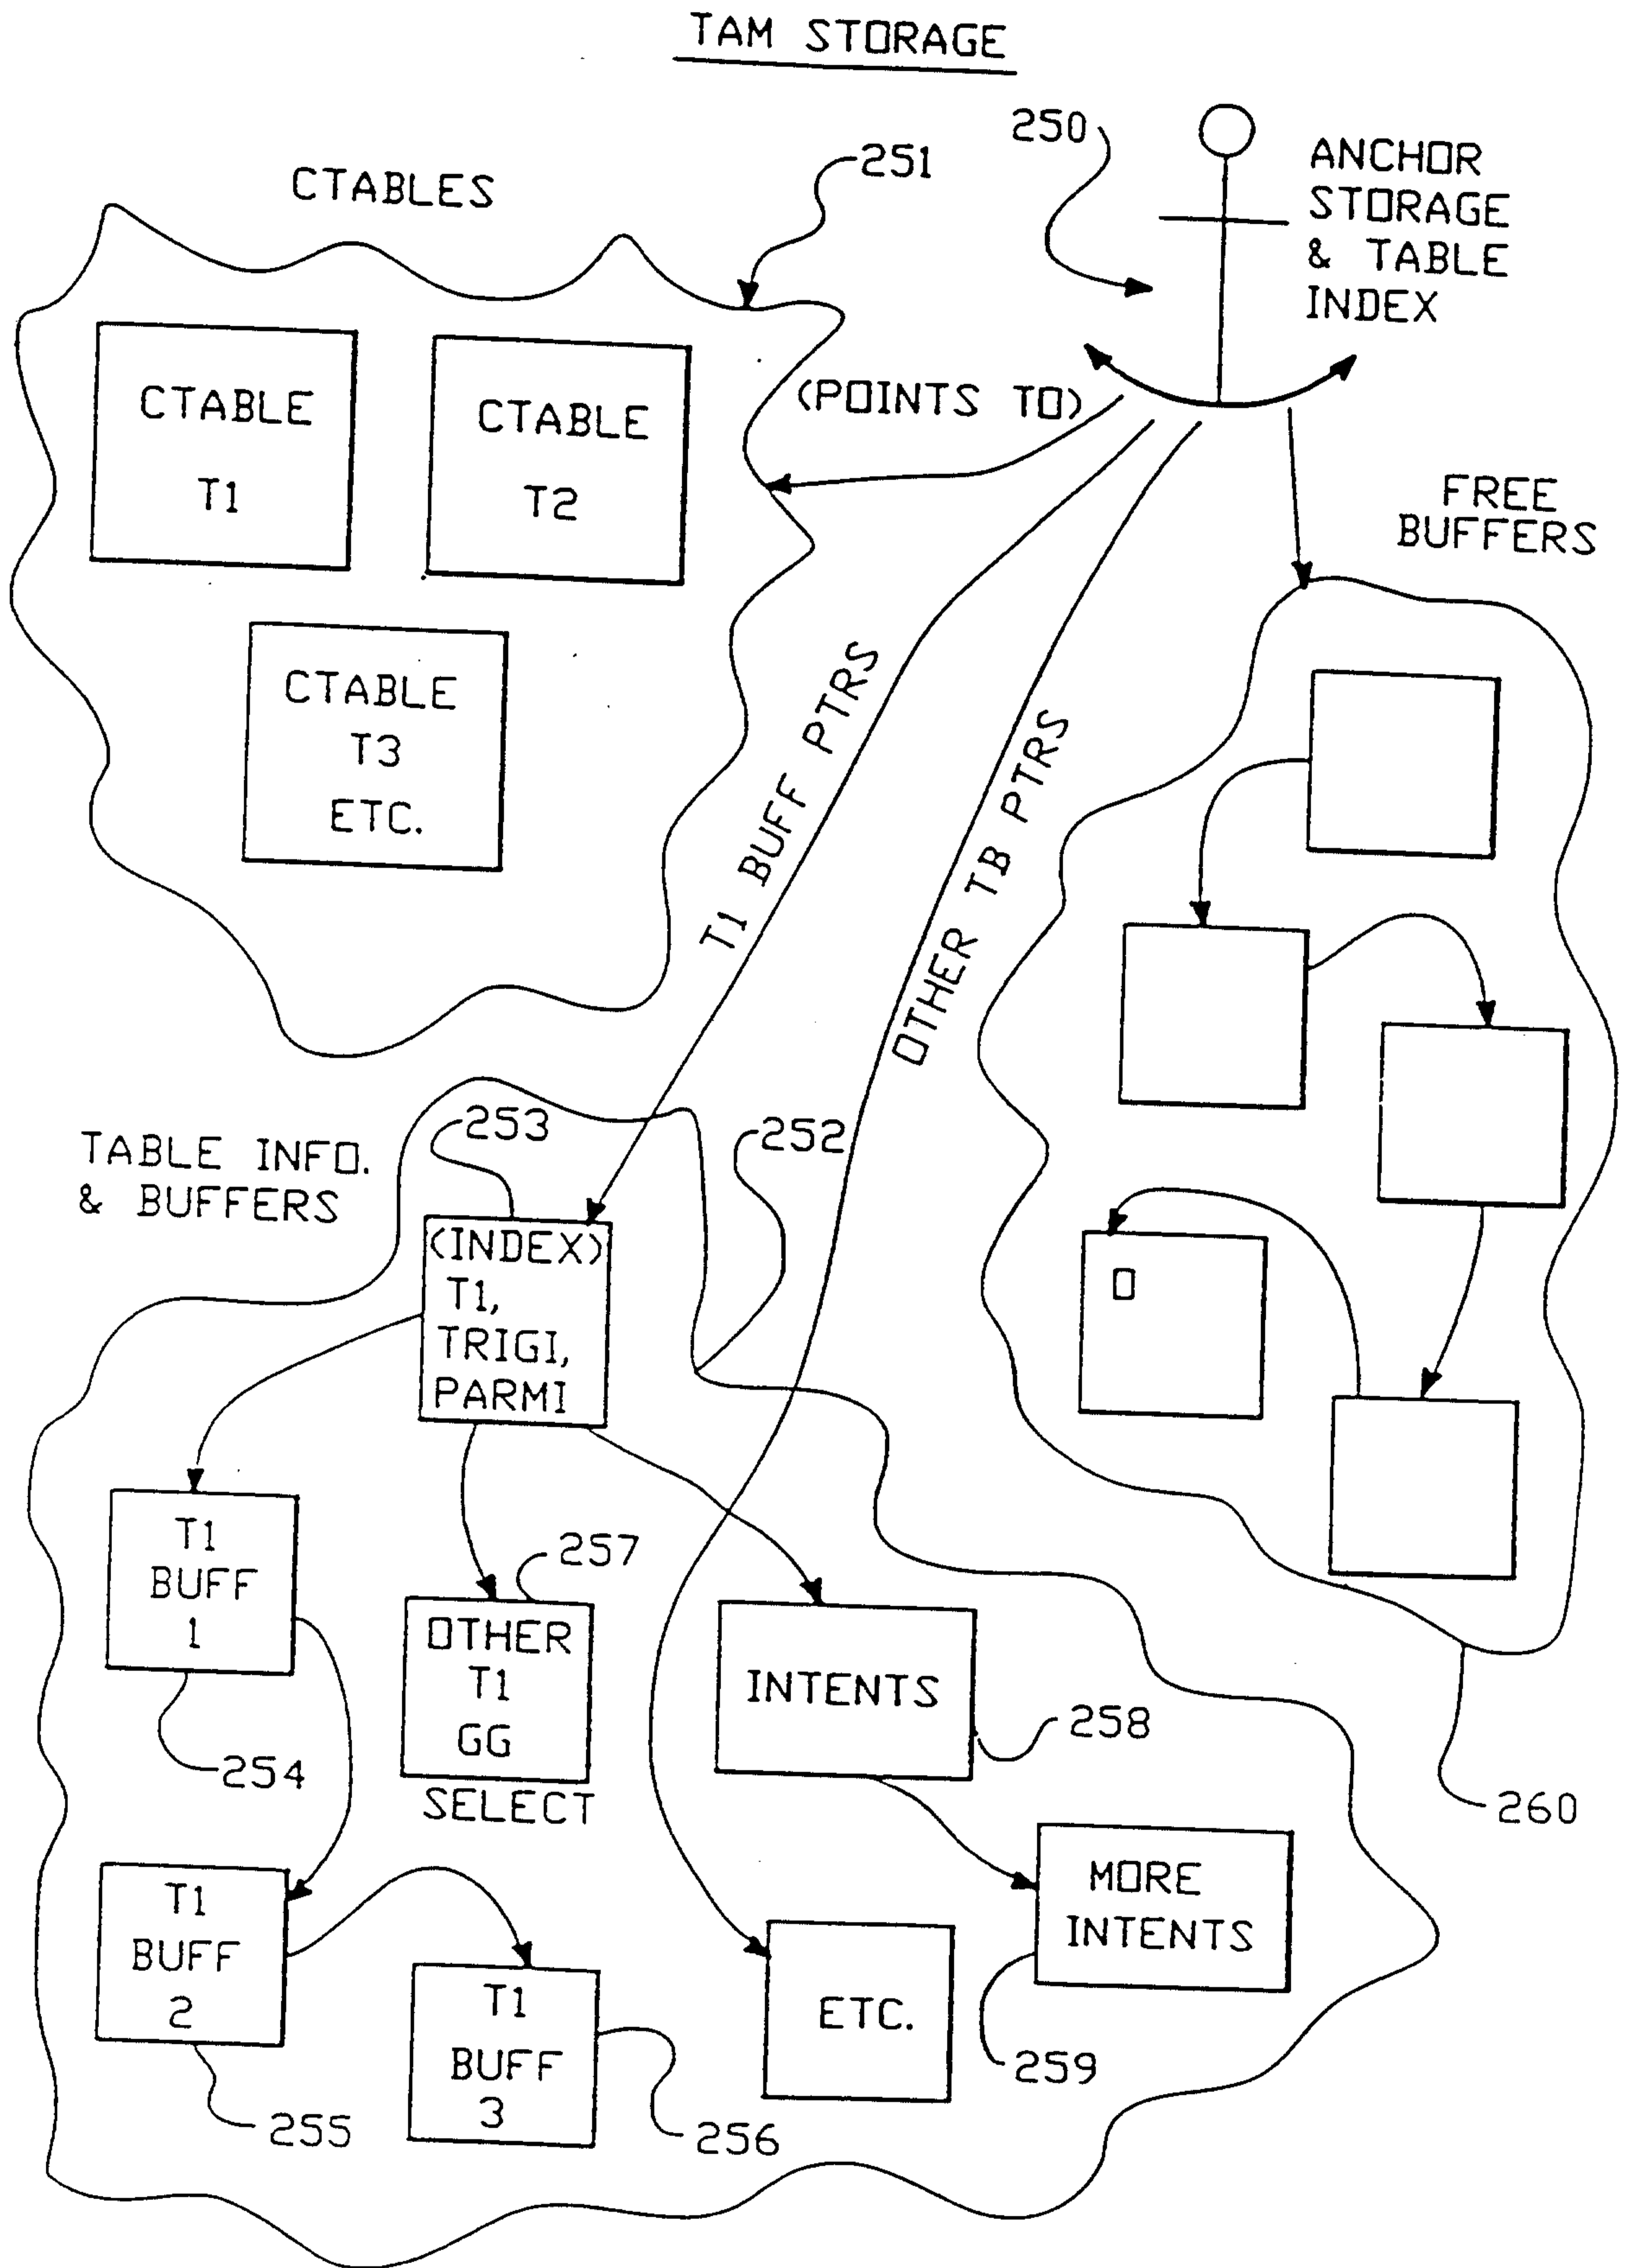 TAM STORAGE
250
ANCHOR
STORAGE
& TABLE
INDEX
CTABLES
251
CTABLE
T1
CTABLE
T2
CTABLE
T3
ETC.
(POINTS TO)
FREE
BUFFERS
T1 BUFF PTRS
OTHER TB PTRS
TABLE INFO.
& BUFFERS
253
252
(INDEX)
T1,
TRIGI,
PARMI
0
T1
BUFF
1
254
257
OTHER
T1
GG
SELECT
INTENTS
258
260
T1
BUFF
2
255
T1
BUFF
3
256
ETC.
MORE
INTENTS
259